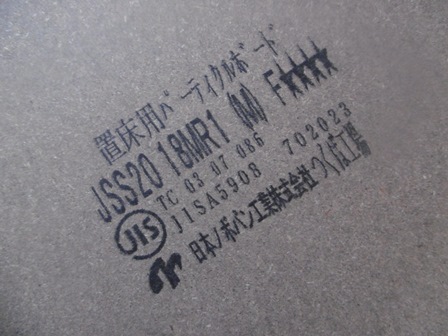 置床用パーティクルボード
JSS20 18MR1 (M) F★★★★
TC 03 07 086
JIS JISA5908 702023
日本ノボパン工業株式会社つくば工場